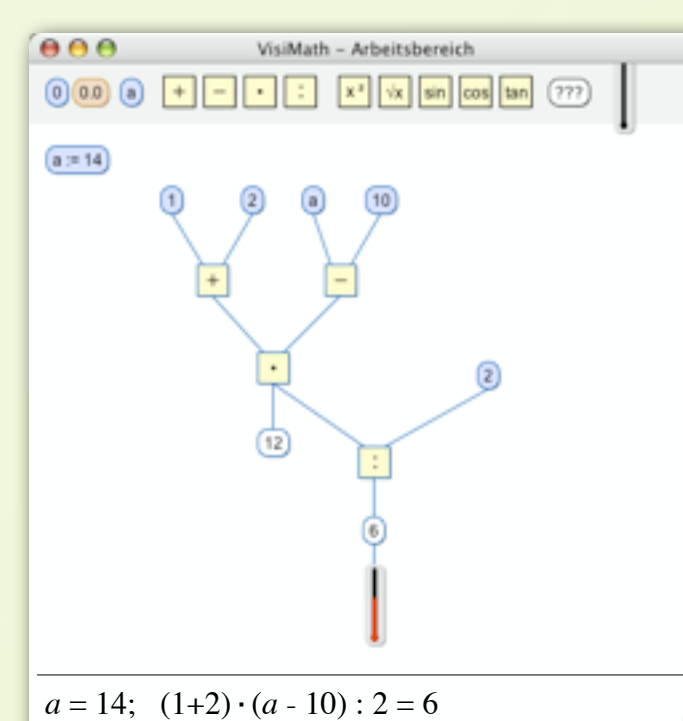 VisiMath – Arbeitsbereich
0 0.0 a + − · : x² √x sin cos tan ???
a := 14
1 2 a 10
+ −
· 2
12 :
6
a = 14; (1+2) · (a - 10) : 2 = 6